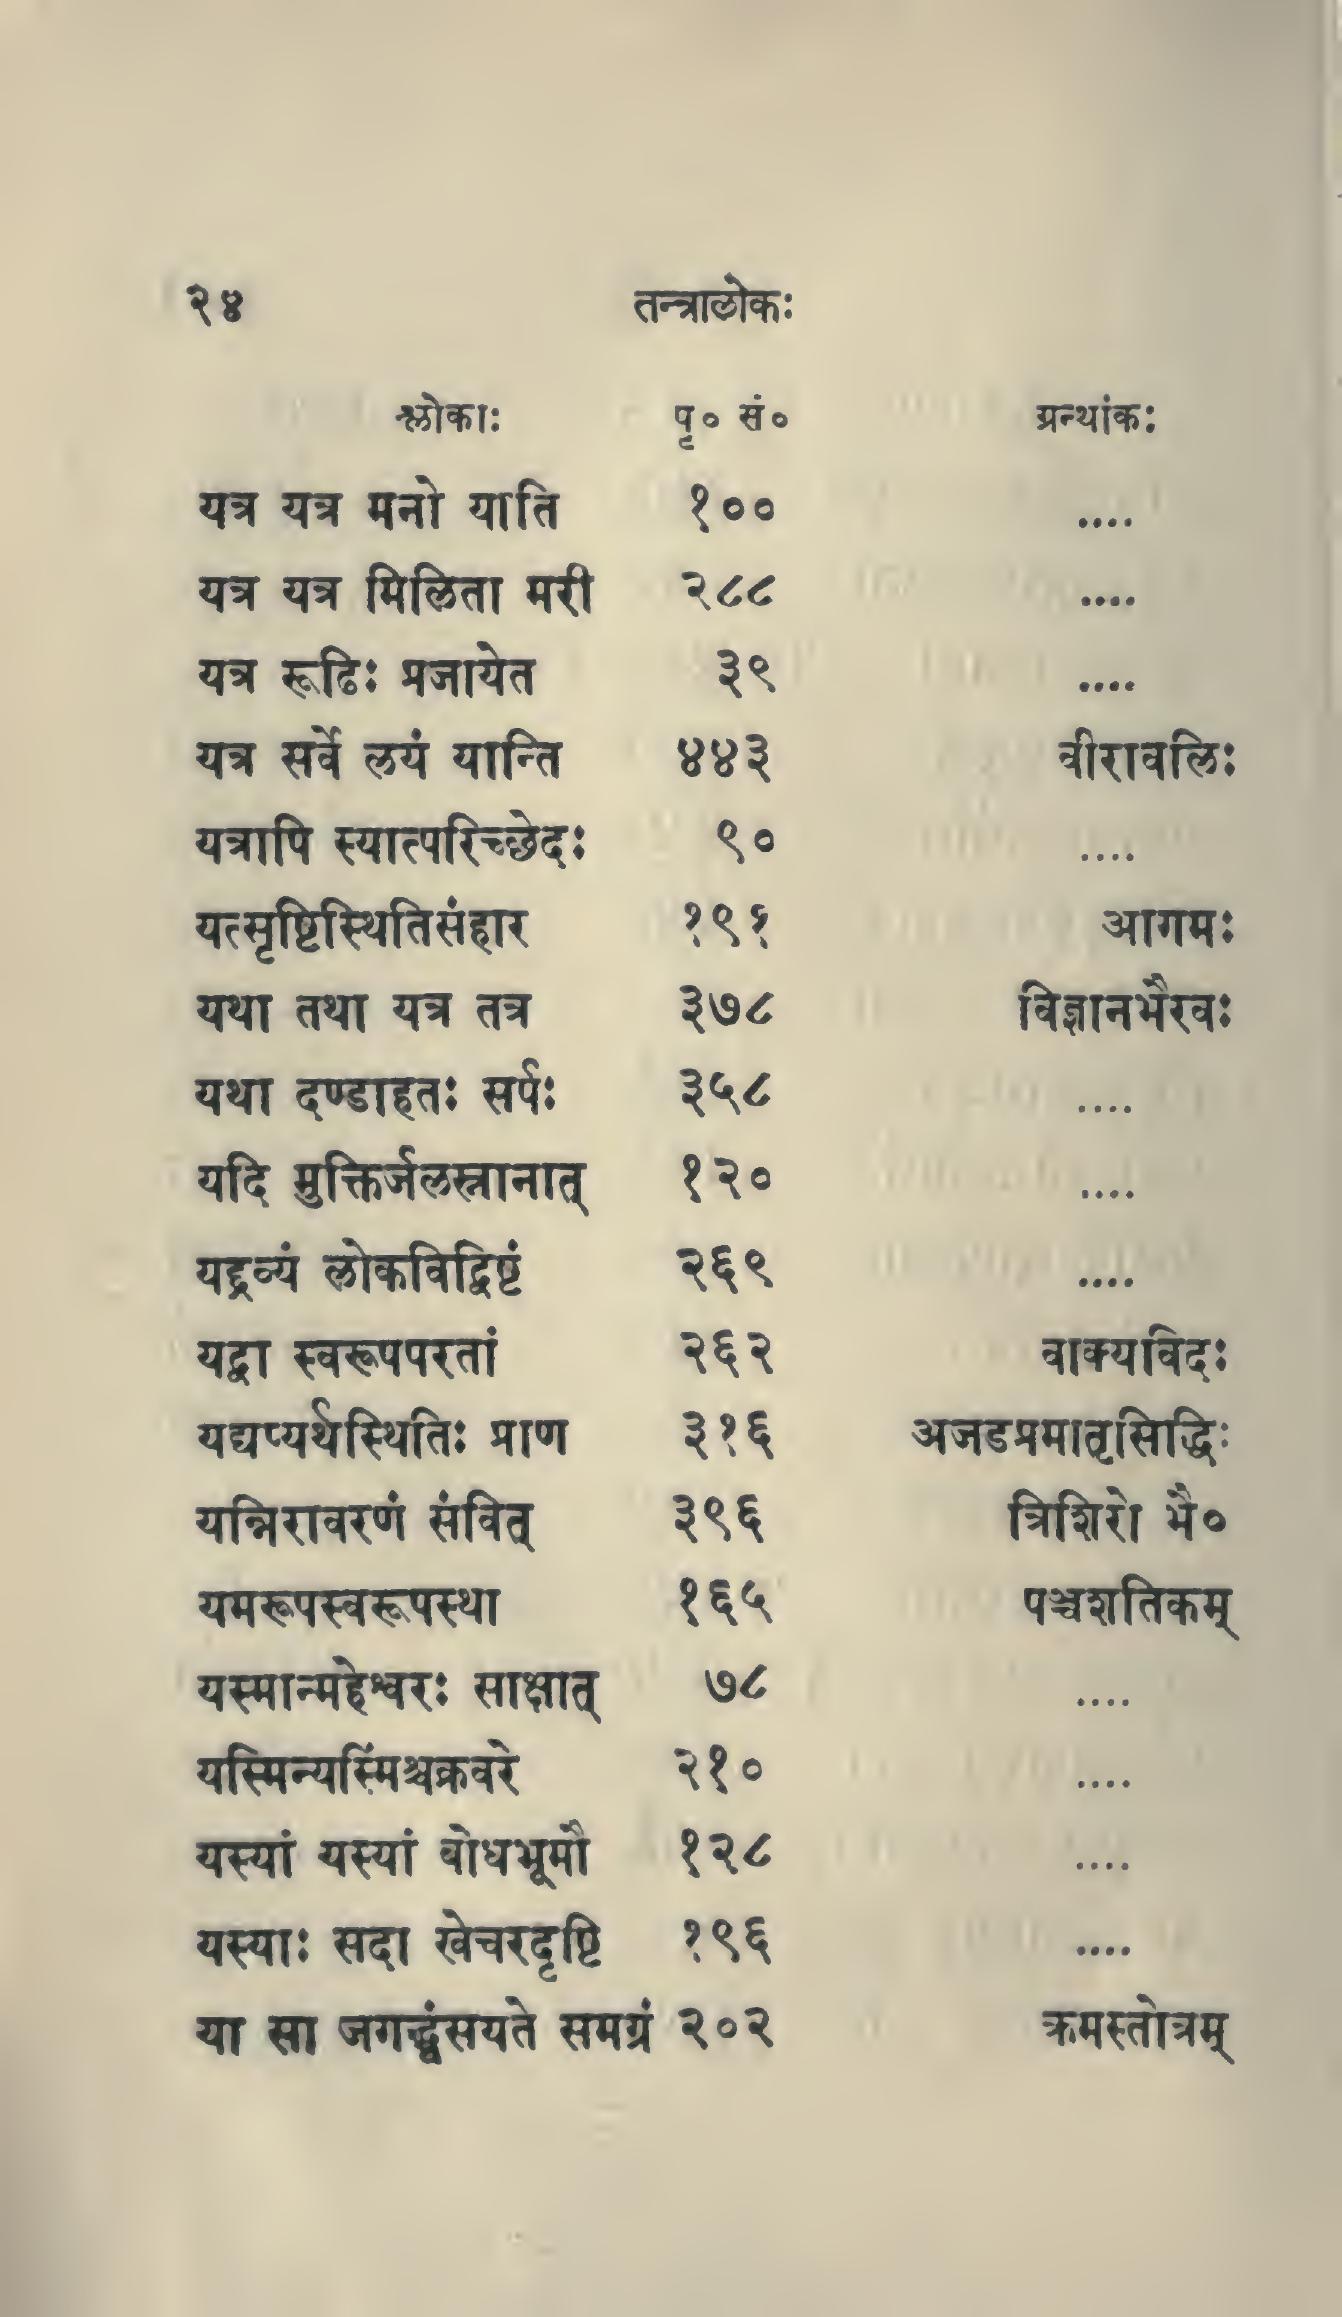 २४ तन्त्रालोकः
श्लोकाः पृ० सं० ग्रन्थांकः
यत्र यत्र मनो याति १०० ....
यत्र यत्र मिलिता मरी २८८ ....
यत्र रूढिः प्रजायेत ३९ ....
यत्र सर्वे लयं यान्ति ४४३ वीरावलिः
यत्रापि स्यात्परिच्छेदः ९० ....
यत्सृष्टिस्थितिसंहार १९१ आगमः
यथा तथा यत्र तत्र ३७८ विज्ञानभैरवः
यथा दण्डाहतः सर्पः ३५८ ....
यदि मुक्तिर्जलस्नानात् १२० ....
यद्द्रव्यं लोकविद्विष्टं २६९ ....
यद्वा स्वरूपपरतां २६२ वाक्यविदः
यद्यप्यर्थस्थितिः प्राण ३१६ अजडप्रमातृसिद्धिः
यन्निरावरणं संवित् ३९६ त्रिशिरो भै०
यमरूपस्वरूपस्था १६५ पञ्चशतिकम्
यस्मान्महेश्वरः साक्षात् ७८ ....
यस्मिन्यस्मिंश्चक्रवरे २१० ....
यस्यां यस्यां बोधभूमौ १२८ ....
यस्याः सदा खेचरदृष्टि १९६ ....
या सा जगद्ध्वंसयते समग्रं २०२ क्रमस्तोत्रम्